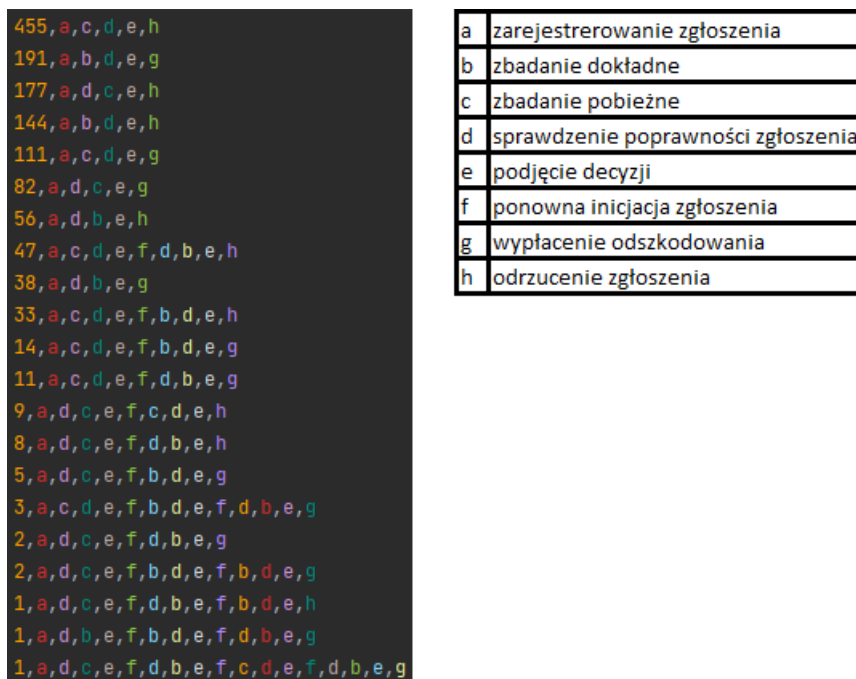 455,a,c,d,e,h
191,a,b,d,e,g
177,a,d,c,e,h
144,a,b,d,e,h
111,a,c,d,e,g
82,a,d,c,e,g
56,a,d,b,e,h
47,a,c,d,e,f,d,b,e,h
38,a,d,b,e,g
33,a,c,d,e,f,b,d,e,h
14,a,c,d,e,f,b,d,e,g
11,a,c,d,e,f,d,b,e,g
9,a,d,c,e,f,c,d,e,h
8,a,d,c,e,f,d,b,e,h
5,a,d,c,e,f,b,d,e,g
3,a,c,d,e,f,b,d,e,f,d,b,e,g
2,a,d,c,e,f,d,b,e,g
2,a,d,c,e,f,b,d,e,f,b,d,e,g
1,a,d,c,e,f,d,b,e,f,b,d,e,h
1,a,d,b,e,f,b,d,e,f,d,b,e,g
1,a,d,c,e,f,d,b,e,f,c,d,e,f,d,b,e,g
a zarejestrerowanie zgłoszenia
b zbadanie dokładne
c zbadanie pobieżne
d sprawdzenie poprawności zgłoszenia
e podjęcie decyzji
f ponowna inicjacja zgłoszenia
g wypłacenie odszkodowania
h odrzucenie zgłoszenia